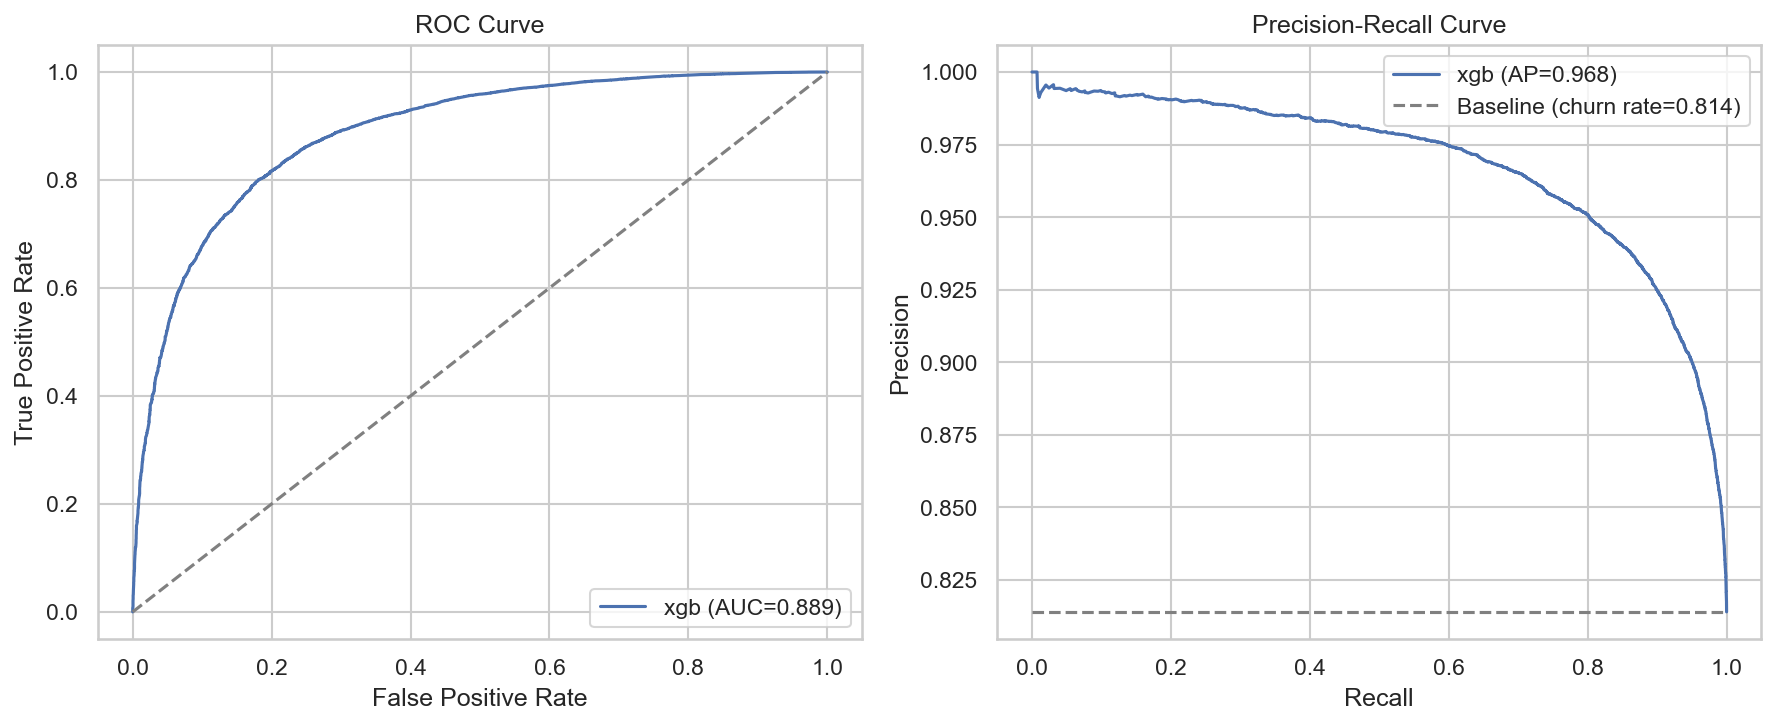 ROC Curve
1.0
0.8
0.6
0.4
0.2
0.0
True Positive Rate
0.0 0.2 0.4 0.6 0.8 1.0
False Positive Rate
xgb (AUC=0.889)
Precision-Recall Curve
1.000
0.975
0.950
0.925
0.900
0.875
0.850
0.825
Precision
0.0 0.2 0.4 0.6 0.8 1.0
Recall
xgb (AP=0.968)
Baseline (churn rate=0.814)